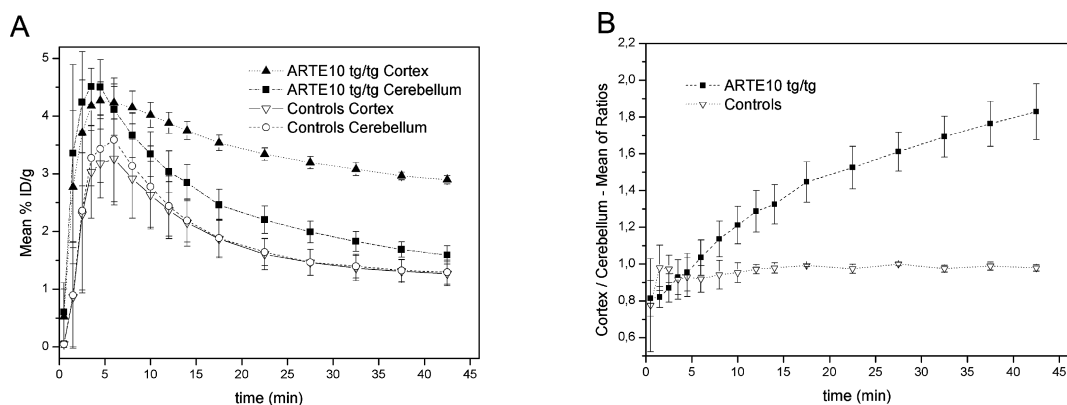 A
Mean % ID/g
5
4
3
2
1
0
ARTE10 tg/tg Cortex
ARTE10 tg/tg Cerebellum
Controls Cortex
Controls Cerebellum
0 5 10 15 20 25 30 35 40 45
time (min)
B
Cortex / Cerebellum - Mean of Ratios
2,2
2,0
1,8
1,6
1,4
1,2
1,0
0,8
0,6
ARTE10 tg/tg
Controls
0 5 10 15 20 25 30 35 40 45
time (min)